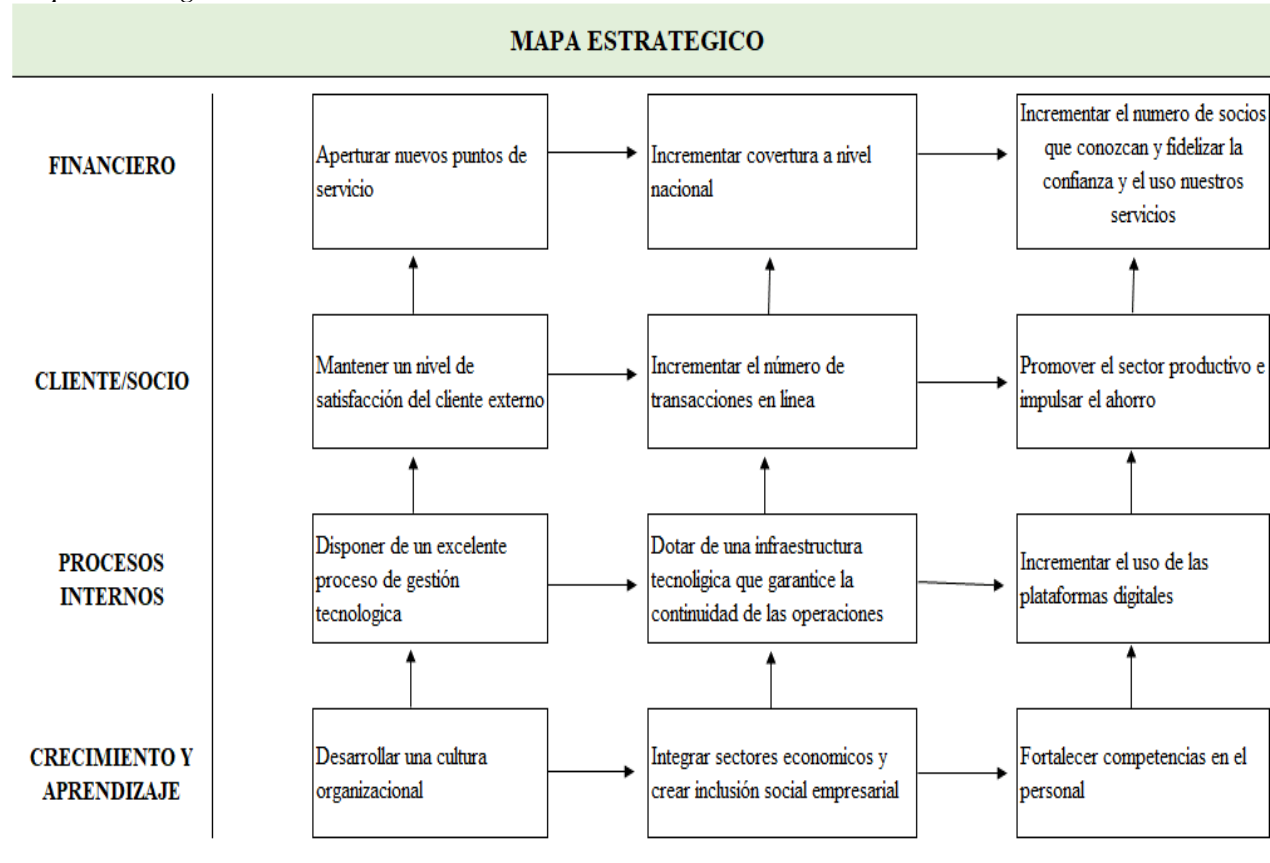 MAPA ESTRATEGICO
FINANCIERO
Aperturar nuevos puntos de
servicio
Incrementar covertura a nivel
nacional
Incrementar el numero de socios
que conozcan y fidelizar la
confianza y el uso nuestros
servicios
CLIENTE/SOCIO
Mantener un nivel de
satisfacción del cliente externo
Incrementar el número de
transacciones en línea
Promover el sector productivo e
impulsar el ahorro
PROCESOS
INTERNOS
Disponer de un excelente
proceso de gestión
tecnologica
Dotar de una infraestructura
tecnoligica que garantice la
continuidad de las operaciones
Incrementar el uso de las
plataformas digitales
CRECIMIENTO Y
APRENDIZAJE
Desarrollar una cultura
organizacional
Integrar sectores economicos y
crear inclusión social empresarial
Fortalecer competencias en el
personal